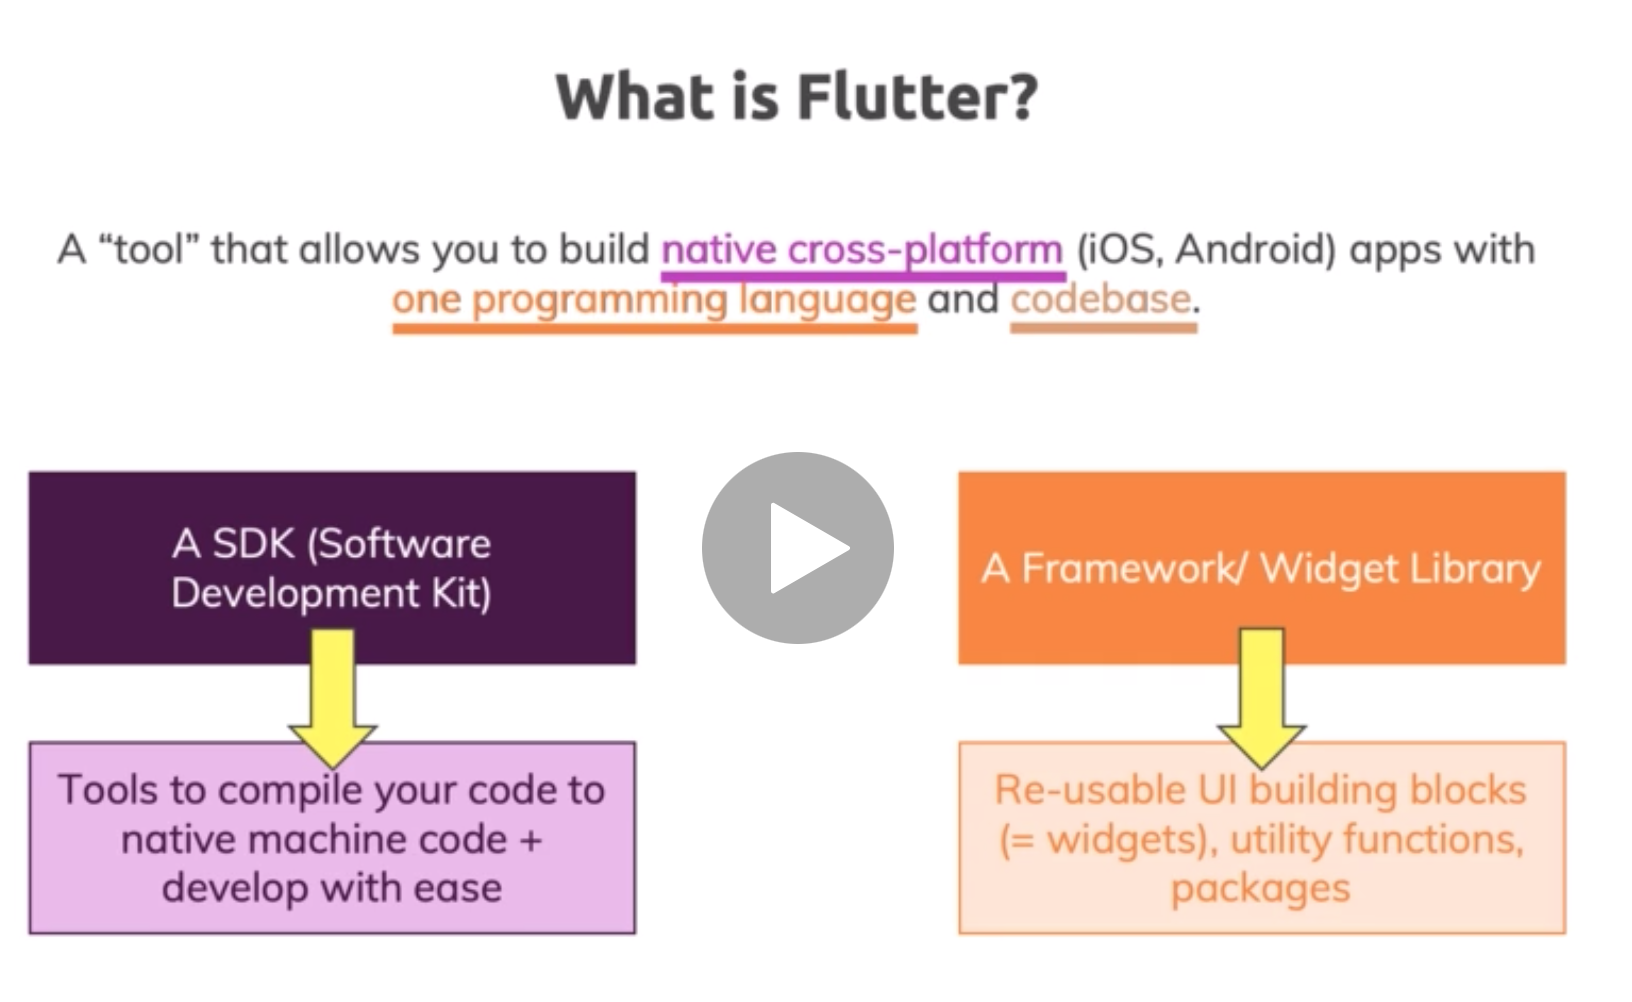 What is Flutter?
A “tool” that allows you to build native cross-platform (iOS, Android) apps with
one programming language and codebase.
A SDK (Software
Development Kit)
Tools to compile your code to
native machine code +
develop with ease
A Framework/ Widget Library
Re-usable UI building blocks
(= widgets), utility functions,
packages